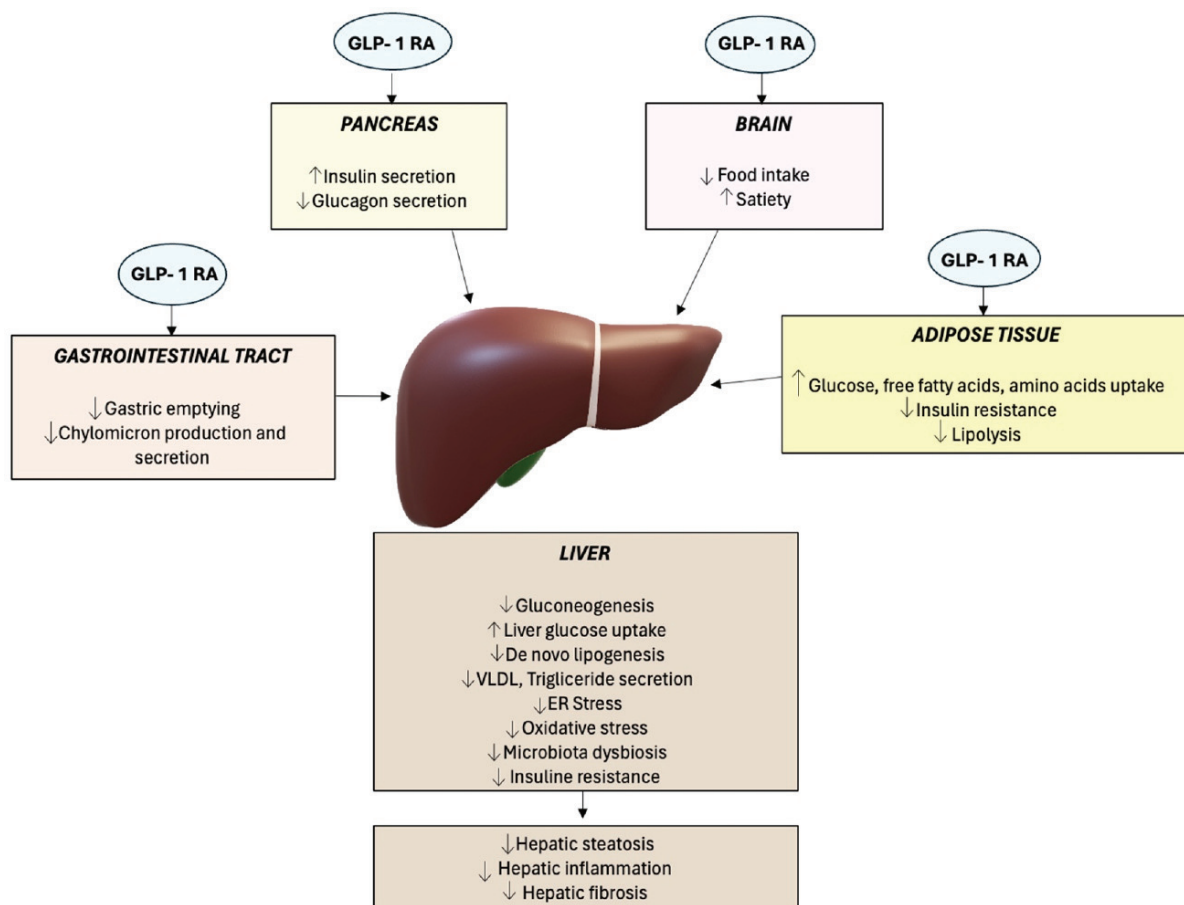 GLP- 1 RA
PANCREAS
↑Insulin secretion
↓Glucagon secretion
GLP- 1 RA
BRAIN
↓ Food intake
↑ Satiety
GLP- 1 RA
GASTROINTESTINAL TRACT
↓Gastric emptying
↓Chylomicron production and
secretion
GLP- 1 RA
ADIPOSE TISSUE
↑ Glucose, free fatty acids, amino acids uptake
↓Insulin resistance
↓ Lipolysis
LIVER
↓Gluconeogenesis
↑ Liver glucose uptake
↓De novo lipogenesis
↓VLDL, Trigliceride secretion
↓ER Stress
↓Oxidative stress
↓Microbiota dysbiosis
↓ Insuline resistance
↓Hepatic steatosis
↓ Hepatic inflammation
↓ Hepatic fibrosis